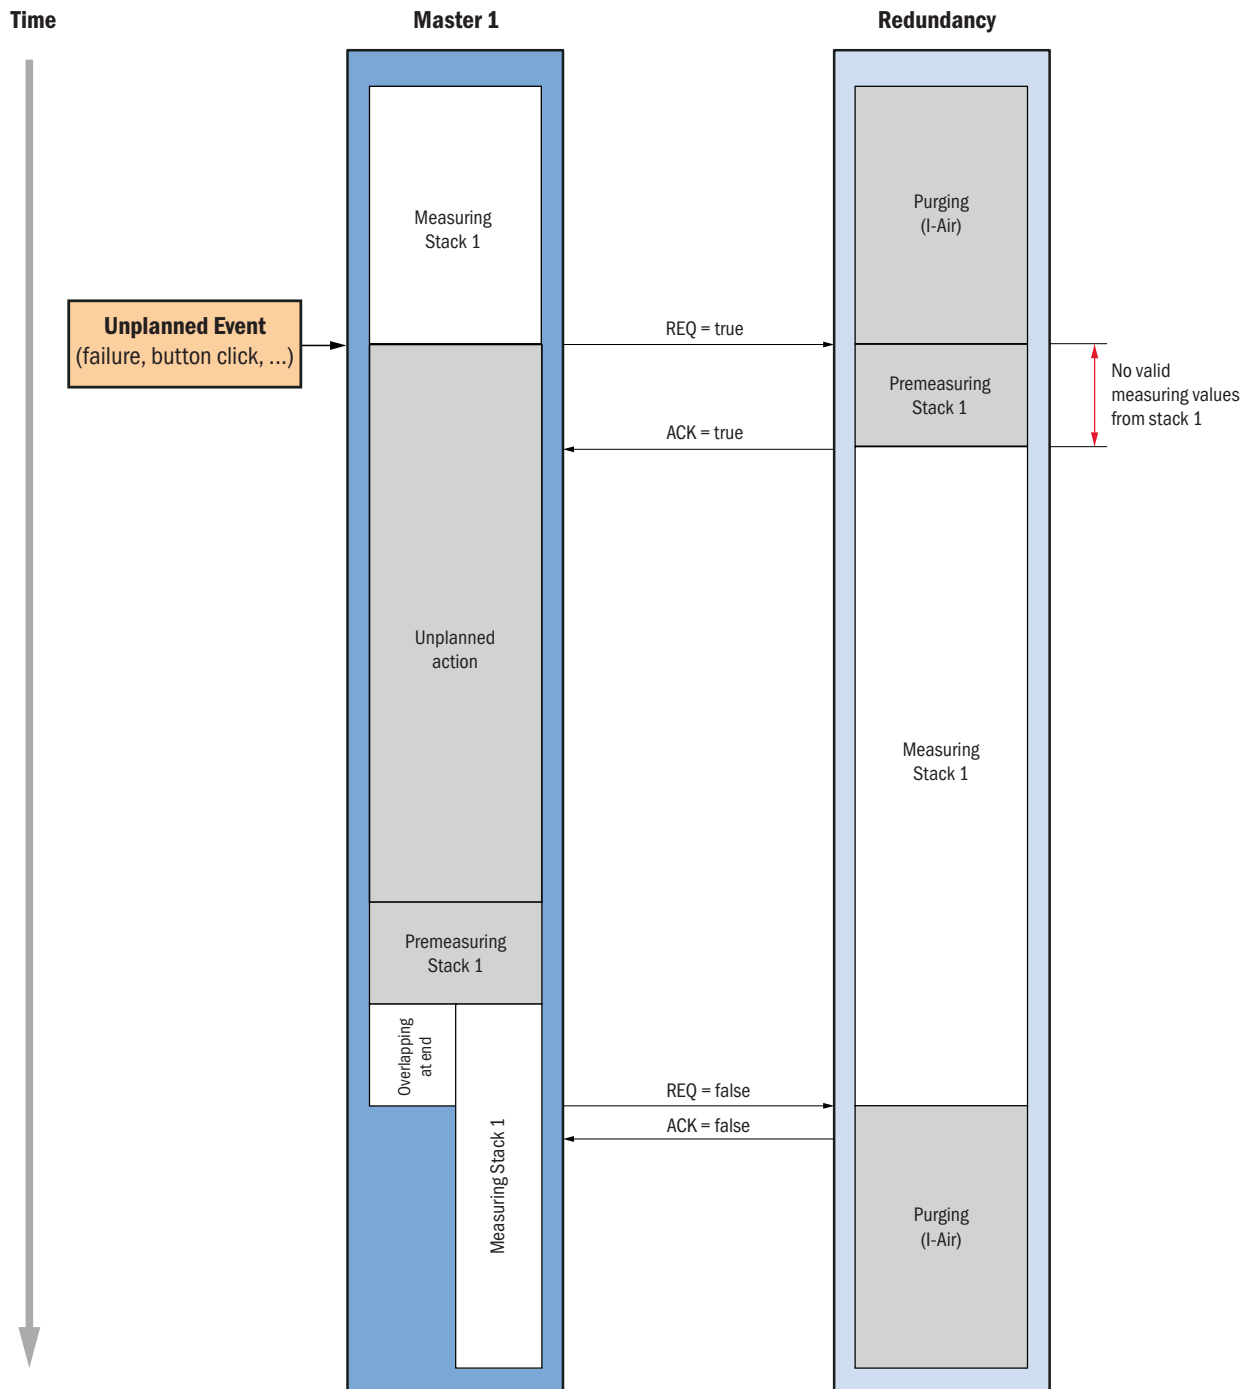 Time
Master 1
Redundancy
Measuring
Stack 1
Purging
(I-Air)
Unplanned Event
(failure, button click, ...)
REQ = true
Premeasuring
Stack 1
No valid
measuring values
from stack 1
ACK = true
Unplanned
action
Measuring
Stack 1
Premeasuring
Stack 1
Overlapping
at end
Measuring Stack 1
REQ = false
ACK = false
Purging
(I-Air)